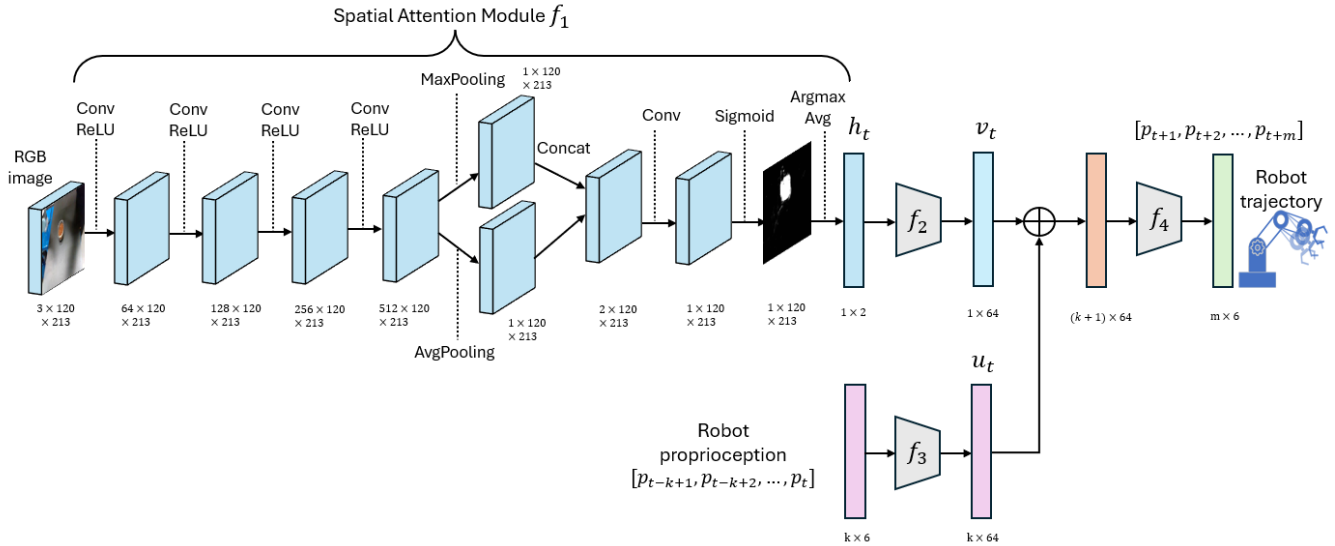 Spatial Attention Module f₁
MaxPooling
1 × 120
× 213
Conv
ReLU
Conv
ReLU
Conv
ReLU
Conv
ReLU
RGB
image
Concat
Conv
Sigmoid
Argmax
Avg
hₜ
vₜ
[pₜ₊₁, pₜ₊₂, …, pₜ₊ₘ]
Robot
trajectory
f₂
f₄
3 × 120
× 213
64 × 120
× 213
128 × 120
× 213
256 × 120
× 213
512 × 120
× 213
1 × 120
× 213
2 × 120
× 213
1 × 120
× 213
1 × 120
× 213
1 × 2
1 × 64
(k + 1) × 64
m × 6
AvgPooling
uₜ
Robot
proprioception
[pₜ₋ₖ₊₁, pₜ₋ₖ₊₂, …, pₜ]
f₃
k × 6
k × 64